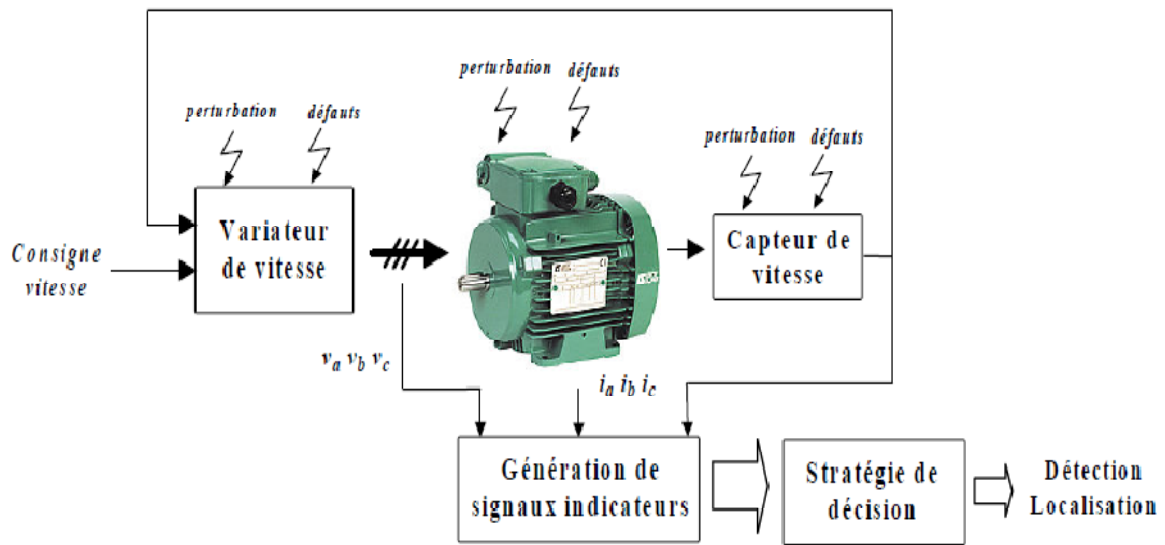 perturbation
défauts
perturbation
défauts
perturbation
défauts
Variateur
de vitesse
Capteur de
vitesse
Consigne
vitesse
va vb vc
ia ib ic
Génération de
signaux indicateurs
Stratégie de
décision
Détection
Localisation